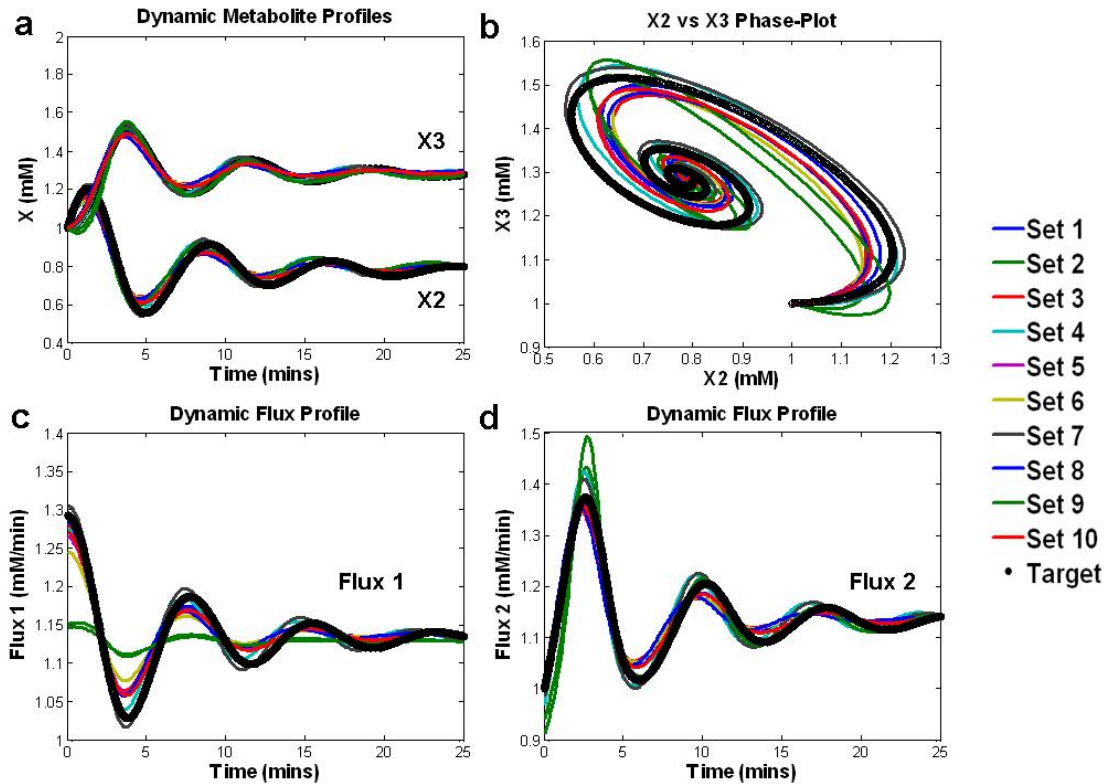 a
Dynamic Metabolite Profiles
2
1.8
1.6
1.4
1.2
1
0.8
0.6
0.4
X (mM)
X3
X2
0 5 10 15 20 25
Time (mins)
b
X2 vs X3 Phase-Plot
1.6
1.5
1.4
1.3
1.2
1.1
1
0.9
X3 (mM)
0.5 0.6 0.7 0.8 0.9 1 1.1 1.2 1.3
X2 (mM)
c
Dynamic Flux Profile
1.4
1.35
1.3
1.25
1.2
1.15
1.1
1.05
1
Flux 1 (mM/min)
Flux 1
0 5 10 15 20 25
Time (mins)
d
Dynamic Flux Profile
1.5
1.4
1.3
1.2
1.1
1
0.9
Flux 2 (mM/min)
Flux 2
0 5 10 15 20 25
Time (mins)
Set 1
Set 2
Set 3
Set 4
Set 5
Set 6
Set 7
Set 8
Set 9
Set 10
Target